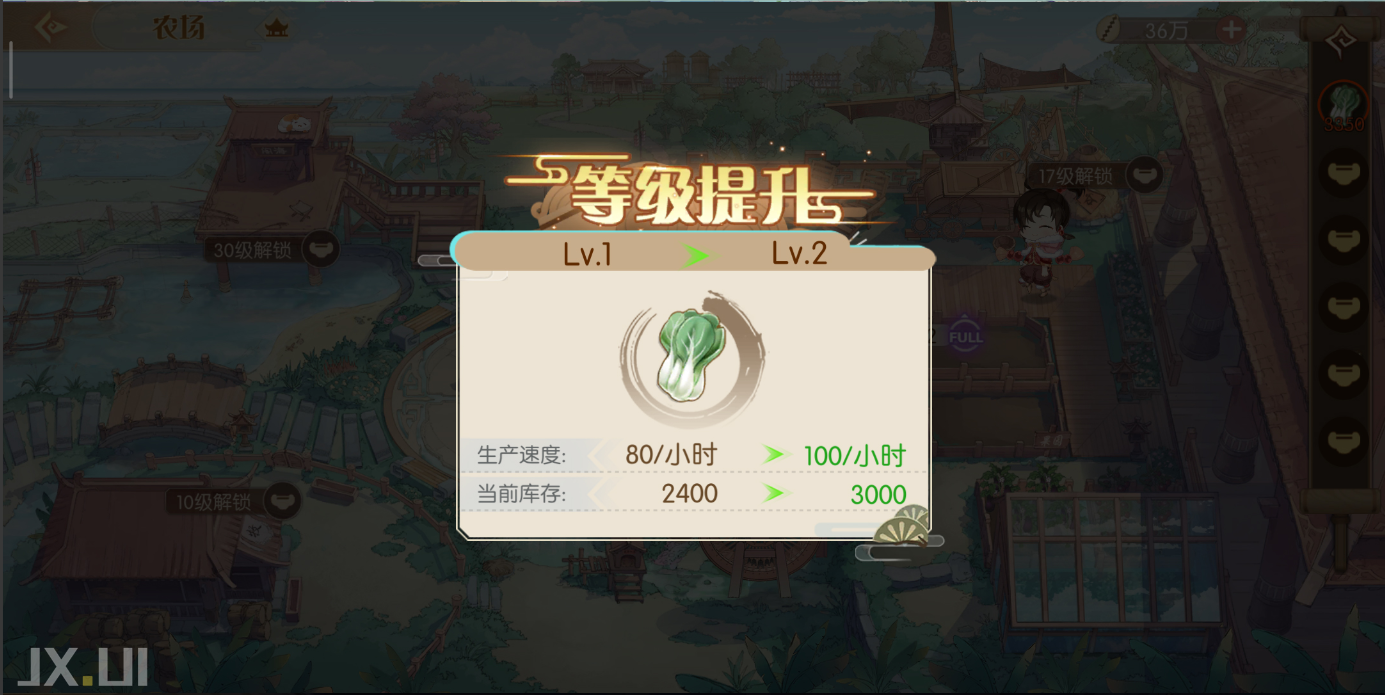 农场
36万
3350
17级解锁
等级提升
30级解锁
Lv.1
Lv.2
FULL
生产速度:
80/小时
100/小时
当前库存:
2400
3000
10级解锁
JX.UI